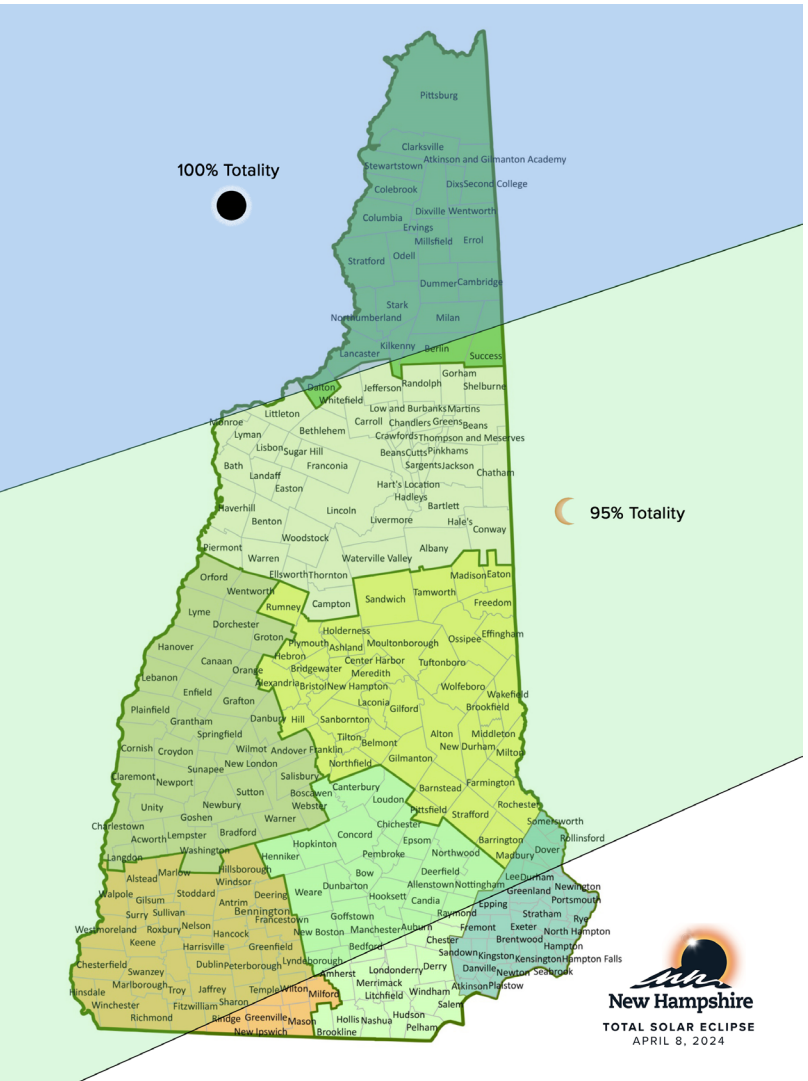 Pittsburg
100% Totality
Clarksville
Atkinson and Gilmanton Academy
Stewartstown
Dixs
Second College
Colebrook
Dixville
Wentworth
Columbia
Ervings
Millsfield
Errol
Odell
Stratford
Dummer
Cambridge
Stark
Northumberland
Milan
Kilkenny
Berlin
Lancaster
Success
Gorham
Dalton
Jefferson
Randolph
Shelburne
Whitefield
Littleton
Low and Burbanks
Martins
Monroe
Carroll
Chandlers
Greens
Beans
Lyman
Bethlehem
Crawfords
Thompson and Meserves
Lisbon
Sugar Hill
Beans
Cutts
Pinkhams
Bath
Franconia
Sargents
Jackson
Landaff
Chatham
Easton
Hart's Location
Hadleys
Haverhill
Lincoln
Bartlett
95% Totality
Benton
Livermore
Hale's
Conway
Woodstock
Piermont
Albany
Warren
Waterville Valley
Orford
Ellsworth
Thornton
Madison
Eaton
Wentworth
Rumney
Campton
Sandwich
Tamworth
Freedom
Lyme
Dorchester
Holderness
Groton
Plymouth
Ashland
Moultonborough
Ossipee
Effingham
Hanover
Hebron
Center Harbor
Canaan
Orange
Bridgewater
Meredith
Tuftonboro
Lebanon
Alexandria
Bristol
New Hampton
Wolfeboro
Enfield
Wakefield
Grafton
Laconia
Gilford
Brookfield
Plainfield
Grantham
Danbury
Hill
Sanbornton
Springfield
Tilton
Alton
Middleton
Cornish
Croydon
Wilmot
Andover
Franklin
Belmont
New Durham
Milton
Sunapee
New London
Northfield
Gilmanton
Claremont
Newport
Salisbury
Sutton
Boscawen
Canterbury
Barnstead
Farmington
Unity
Newbury
Webster
Loudon
Pittsfield
Rochester
Goshen
Warner
Strafford
Charlestown
Chichester
Somersworth
Acworth
Lempster
Bradford
Concord
Epsom
Barrington
Rollinsford
Washington
Hopkinton
Pembroke
Northwood
Madbury
Dover
Langdon
Henniker
Marlow
Hillsborough
Bow
Deerfield
Lee
Durham
Alstead
Windsor
Dunbarton
Allenstown
Nottingham
Newington
Walpole
Gilsum
Stoddard
Antrim
Deering
Weare
Hooksett
Candia
Greenland
Portsmouth
Epping
Surry
Sullivan
Bennington
Goffstown
Raymond
Stratham
Rye
Francestown
Westmoreland
Roxbury
Nelson
Hancock
New Boston
Manchester
Auburn
Fremont
Exeter
North Hampton
Keene
Harrisville
Greenfield
Bedford
Chester
Brentwood
Hampton
Chesterfield
Dublin
Peterborough
Lyndeborough
Sandown
Kingston
Kensington
Hampton Falls
Swanzey
Amherst
Londonderry
Derry
Danville
Newton
Seabrook
Marlborough
Troy
Jaffrey
Temple
Wilton
Merrimack
Atkinson
Plaistow
Hinsdale
Milford
Litchfield
Windham
Winchester
Fitzwilliam
Sharon
Salem
Richmond
Rindge
Greenville
Mason
Hollis
Nashua
Hudson
New Ipswich
Brookline
Pelham
New Hampshire
TOTAL SOLAR ECLIPSE
APRIL 8, 2024